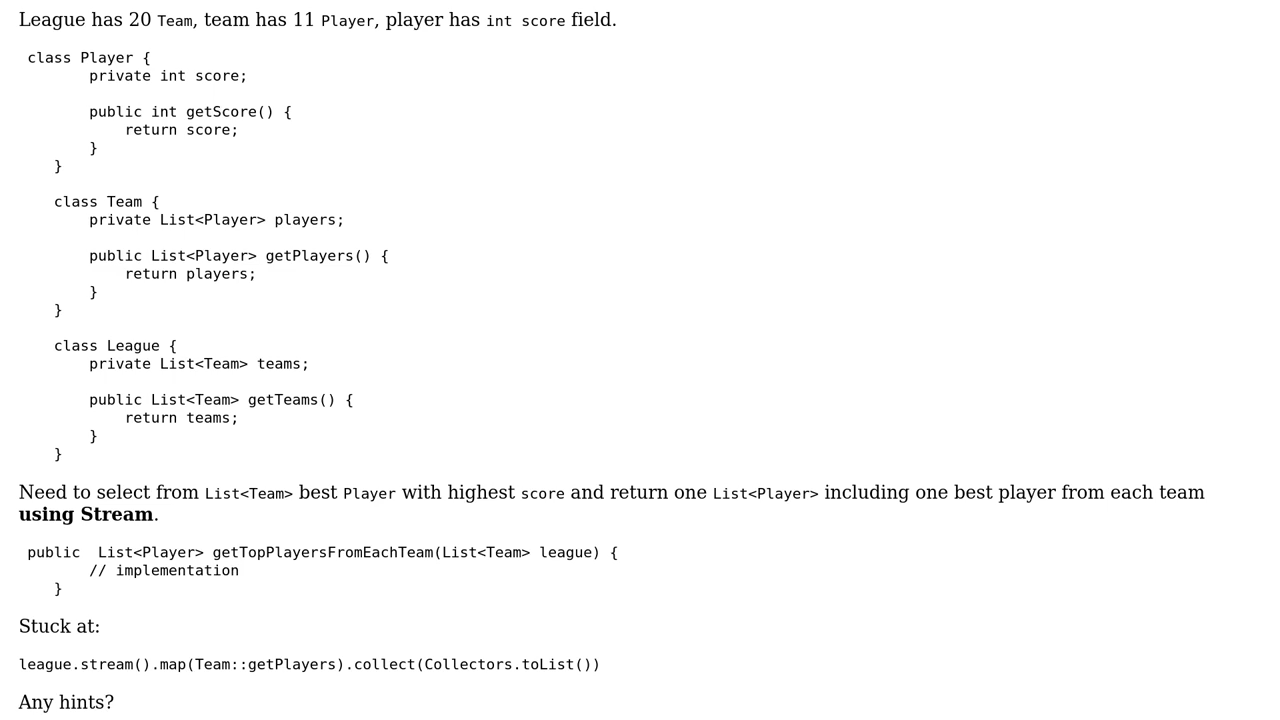 League has 20 Team, team has 11 Player, player has int score field.
class Player {
private int score;
public int getScore() {
return score;
}
}
class Team {
private List<Player> players;
public List<Player> getPlayers() {
return players;
}
}
class League {
private List<Team> teams;
public List<Team> getTeams() {
return teams;
}
}
Need to select from List<Team> best Player with highest score and return one List<Player> including one best player from each team
using Stream.
public  List<Player> getTopPlayersFromEachTeam(List<Team> league) {
// implementation
}
Stuck at:
league.stream().map(Team::getPlayers).collect(Collectors.toList())
Any hints?